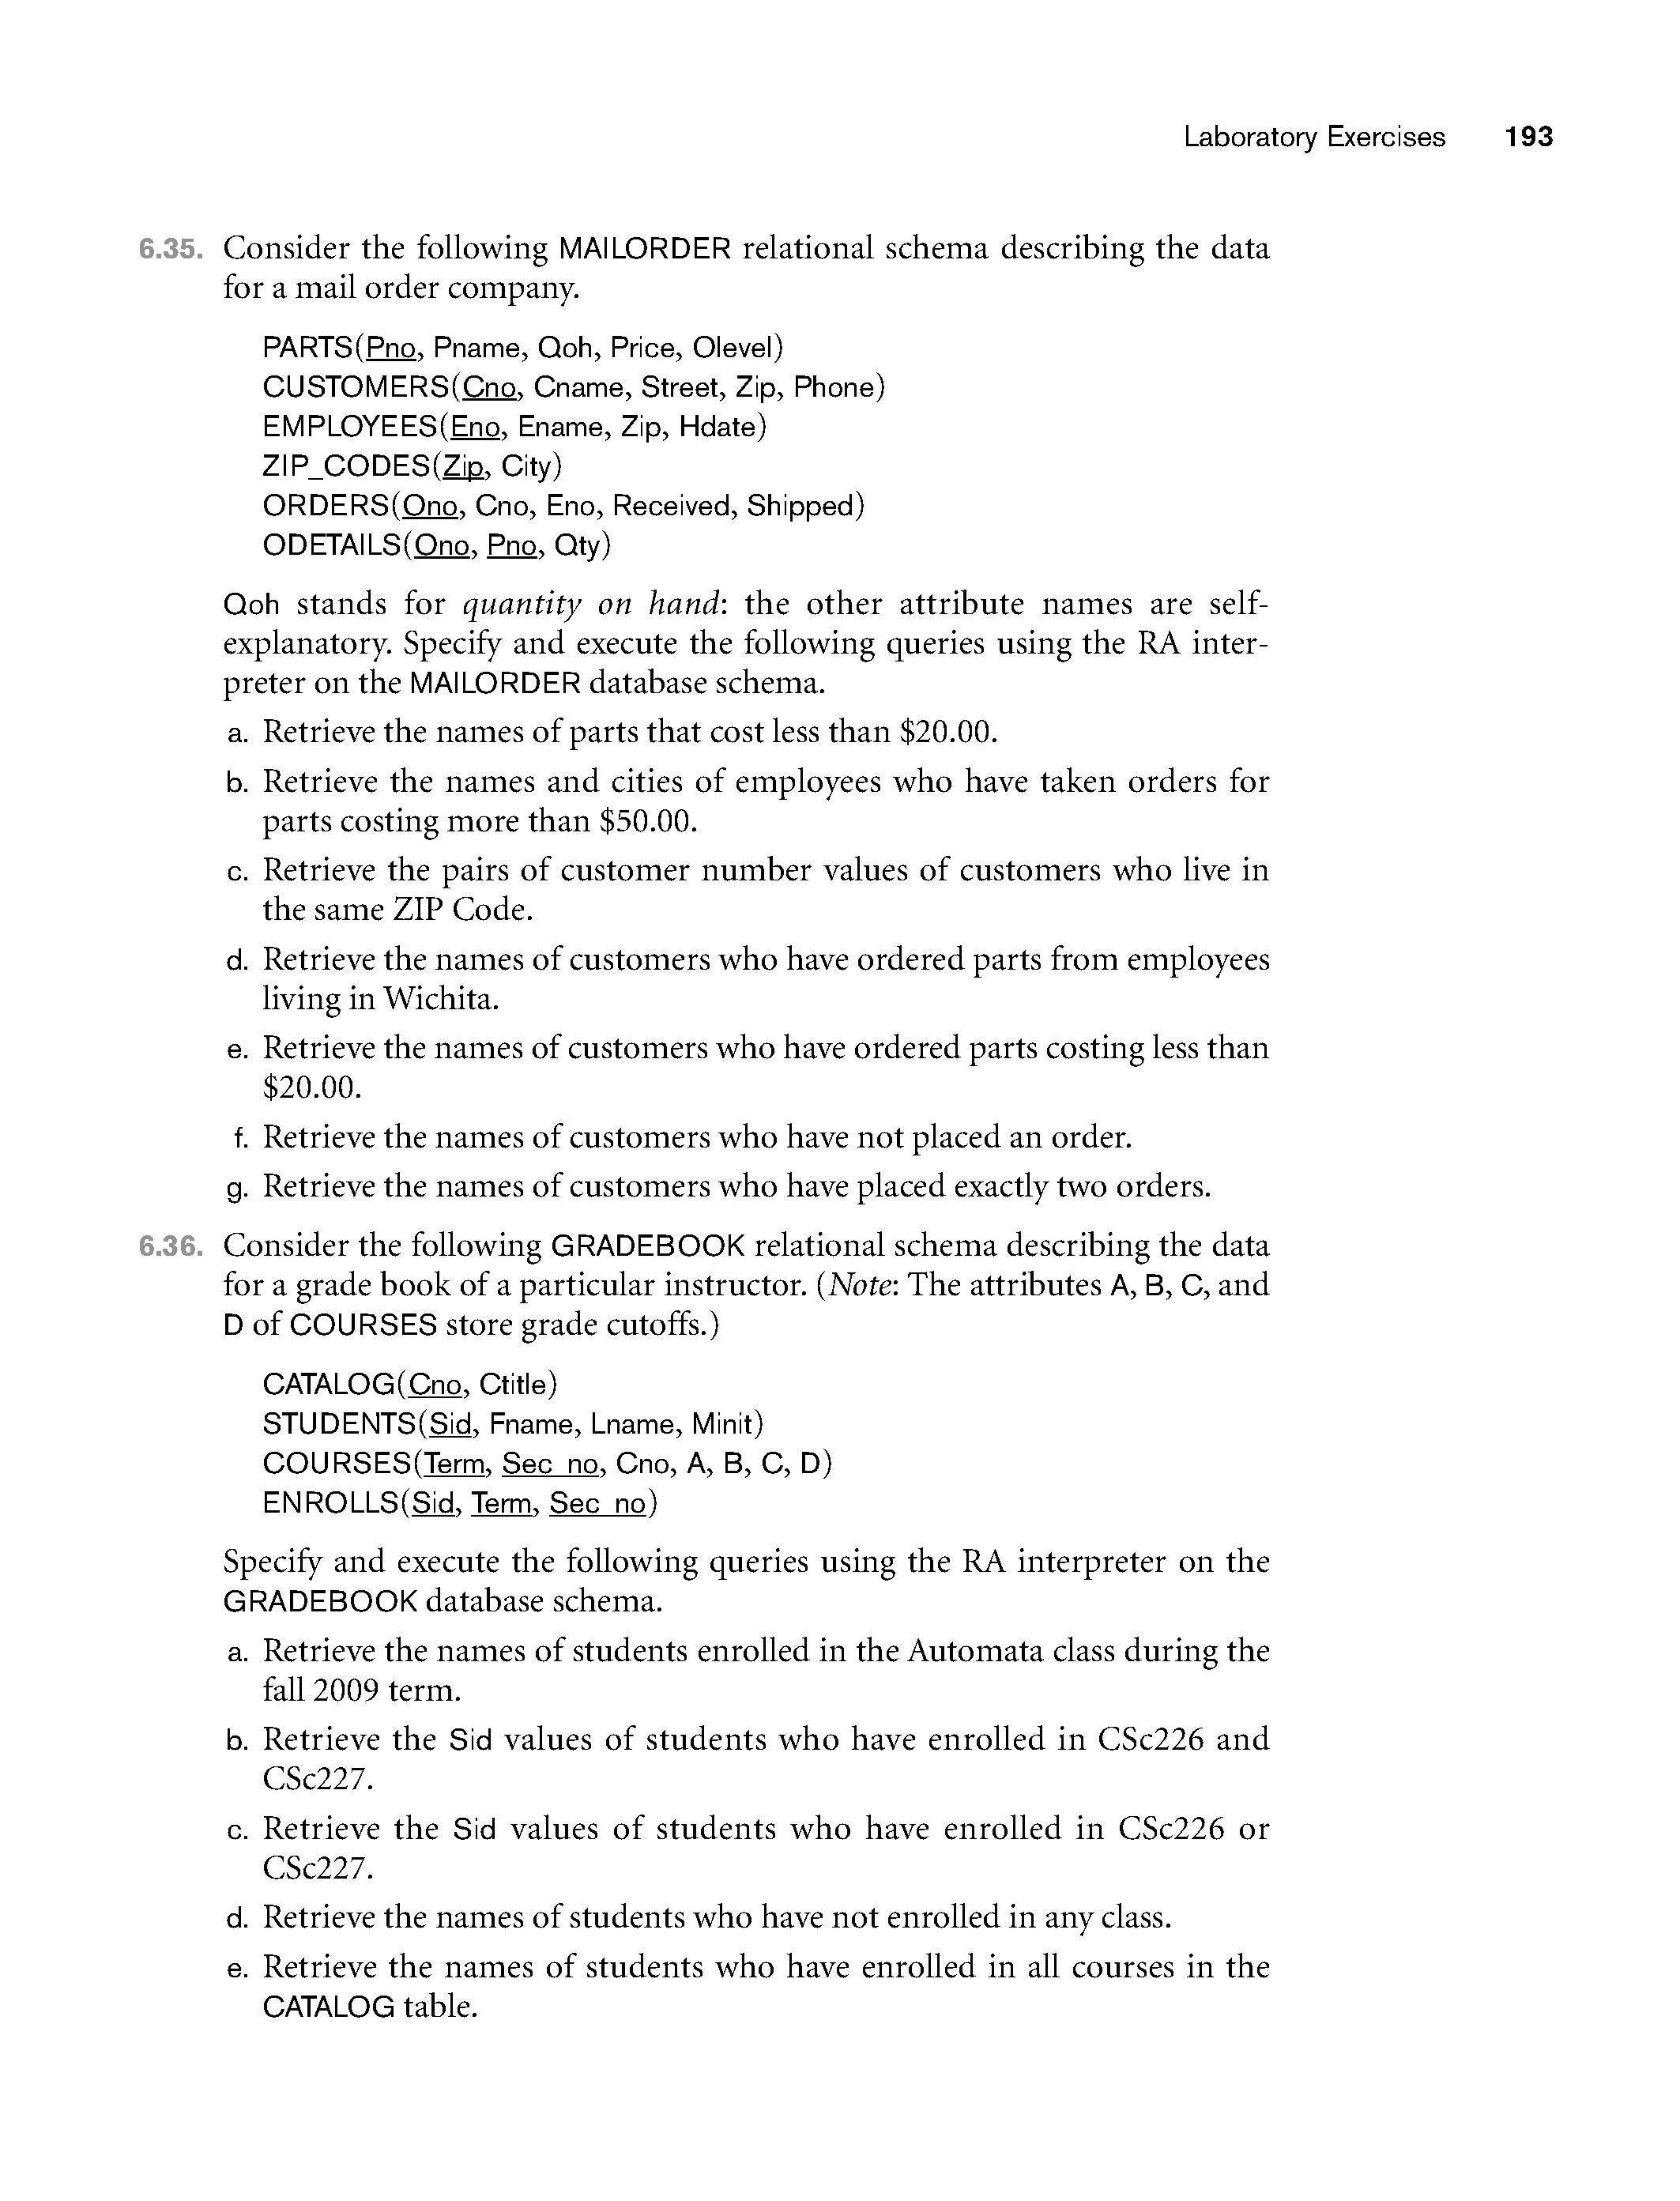 Laboratory Exercises 193
6.35. Consider the following MAILORDER relational schema describing the data
for a mail order company.
PARTS(Pno, Pname, Qoh, Price, Olevel)
CUSTOMERS(Cno, Cname, Street, Zip, Phone)
EMPLOYEES(Eno, Ename, Zip, Hdate)
ZIP_CODES(Zip, City)
ORDERS(Ono, Cno, Eno, Received, Shipped)
ODETAILS(Ono, Pno, Qty)
Qoh stands for quantity on hand: the other attribute names are self-
explanatory. Specify and execute the following queries using the RA inter-
preter on the MAILORDER database schema.
a. Retrieve the names of parts that cost less than $20.00.
b. Retrieve the names and cities of employees who have taken orders for
parts costing more than $50.00.
c. Retrieve the pairs of customer number values of customers who live in
the same ZIP Code.
d. Retrieve the names of customers who have ordered parts from employees
living in Wichita.
e. Retrieve the names of customers who have ordered parts costing less than
$20.00.
f. Retrieve the names of customers who have not placed an order.
g. Retrieve the names of customers who have placed exactly two orders.
6.36. Consider the following GRADEBOOK relational schema describing the data
for a grade book of a particular instructor. (Note: The attributes A, B, C, and
D of COURSES store grade cutoffs.)
CATALOG(Cno, Ctitle)
STUDENTS(Sid, Fname, Lname, Minit)
COURSES(Term, Sec_no, Cno, A, B, C, D)
ENROLLS(Sid, Term, Sec_no)
Specify and execute the following queries using the RA interpreter on the
GRADEBOOK database schema.
a. Retrieve the names of students enrolled in the Automata class during the
fall 2009 term.
b. Retrieve the Sid values of students who have enrolled in CSc226 and
CSc227.
c. Retrieve the Sid values of students who have enrolled in CSc226 or
CSc227.
d. Retrieve the names of students who have not enrolled in any class.
e. Retrieve the names of students who have enrolled in all courses in the
CATALOG table.